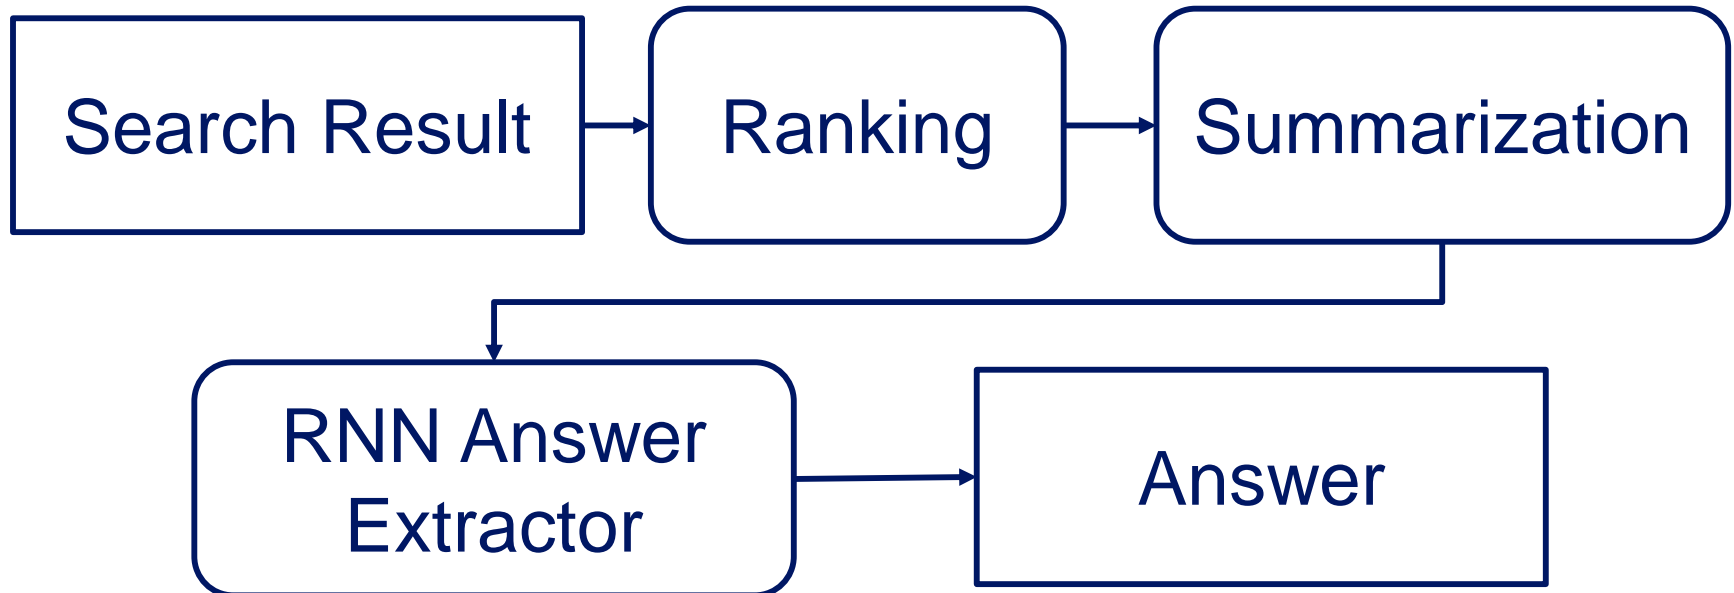 Search Result
Ranking
Summarization
RNN Answer
Extractor
Answer